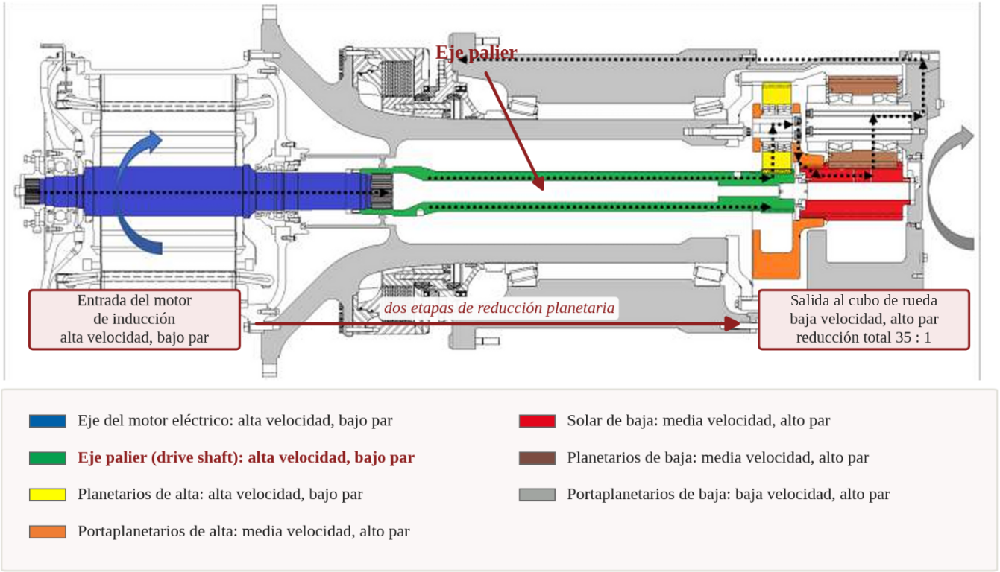 Eje palier
Entrada del motor
de inducción
alta velocidad, bajo par
dos etapas de reducción planetaria
Salida al cubo de rueda
baja velocidad, alto par
reducción total 35 : 1
Eje del motor eléctrico: alta velocidad, bajo par
Eje palier (drive shaft): alta velocidad, bajo par
Planetarios de alta: alta velocidad, bajo par
Portaplanetarios de alta: media velocidad, alto par
Solar de baja: media velocidad, alto par
Planetarios de baja: media velocidad, alto par
Portaplanetarios de baja: baja velocidad, alto par